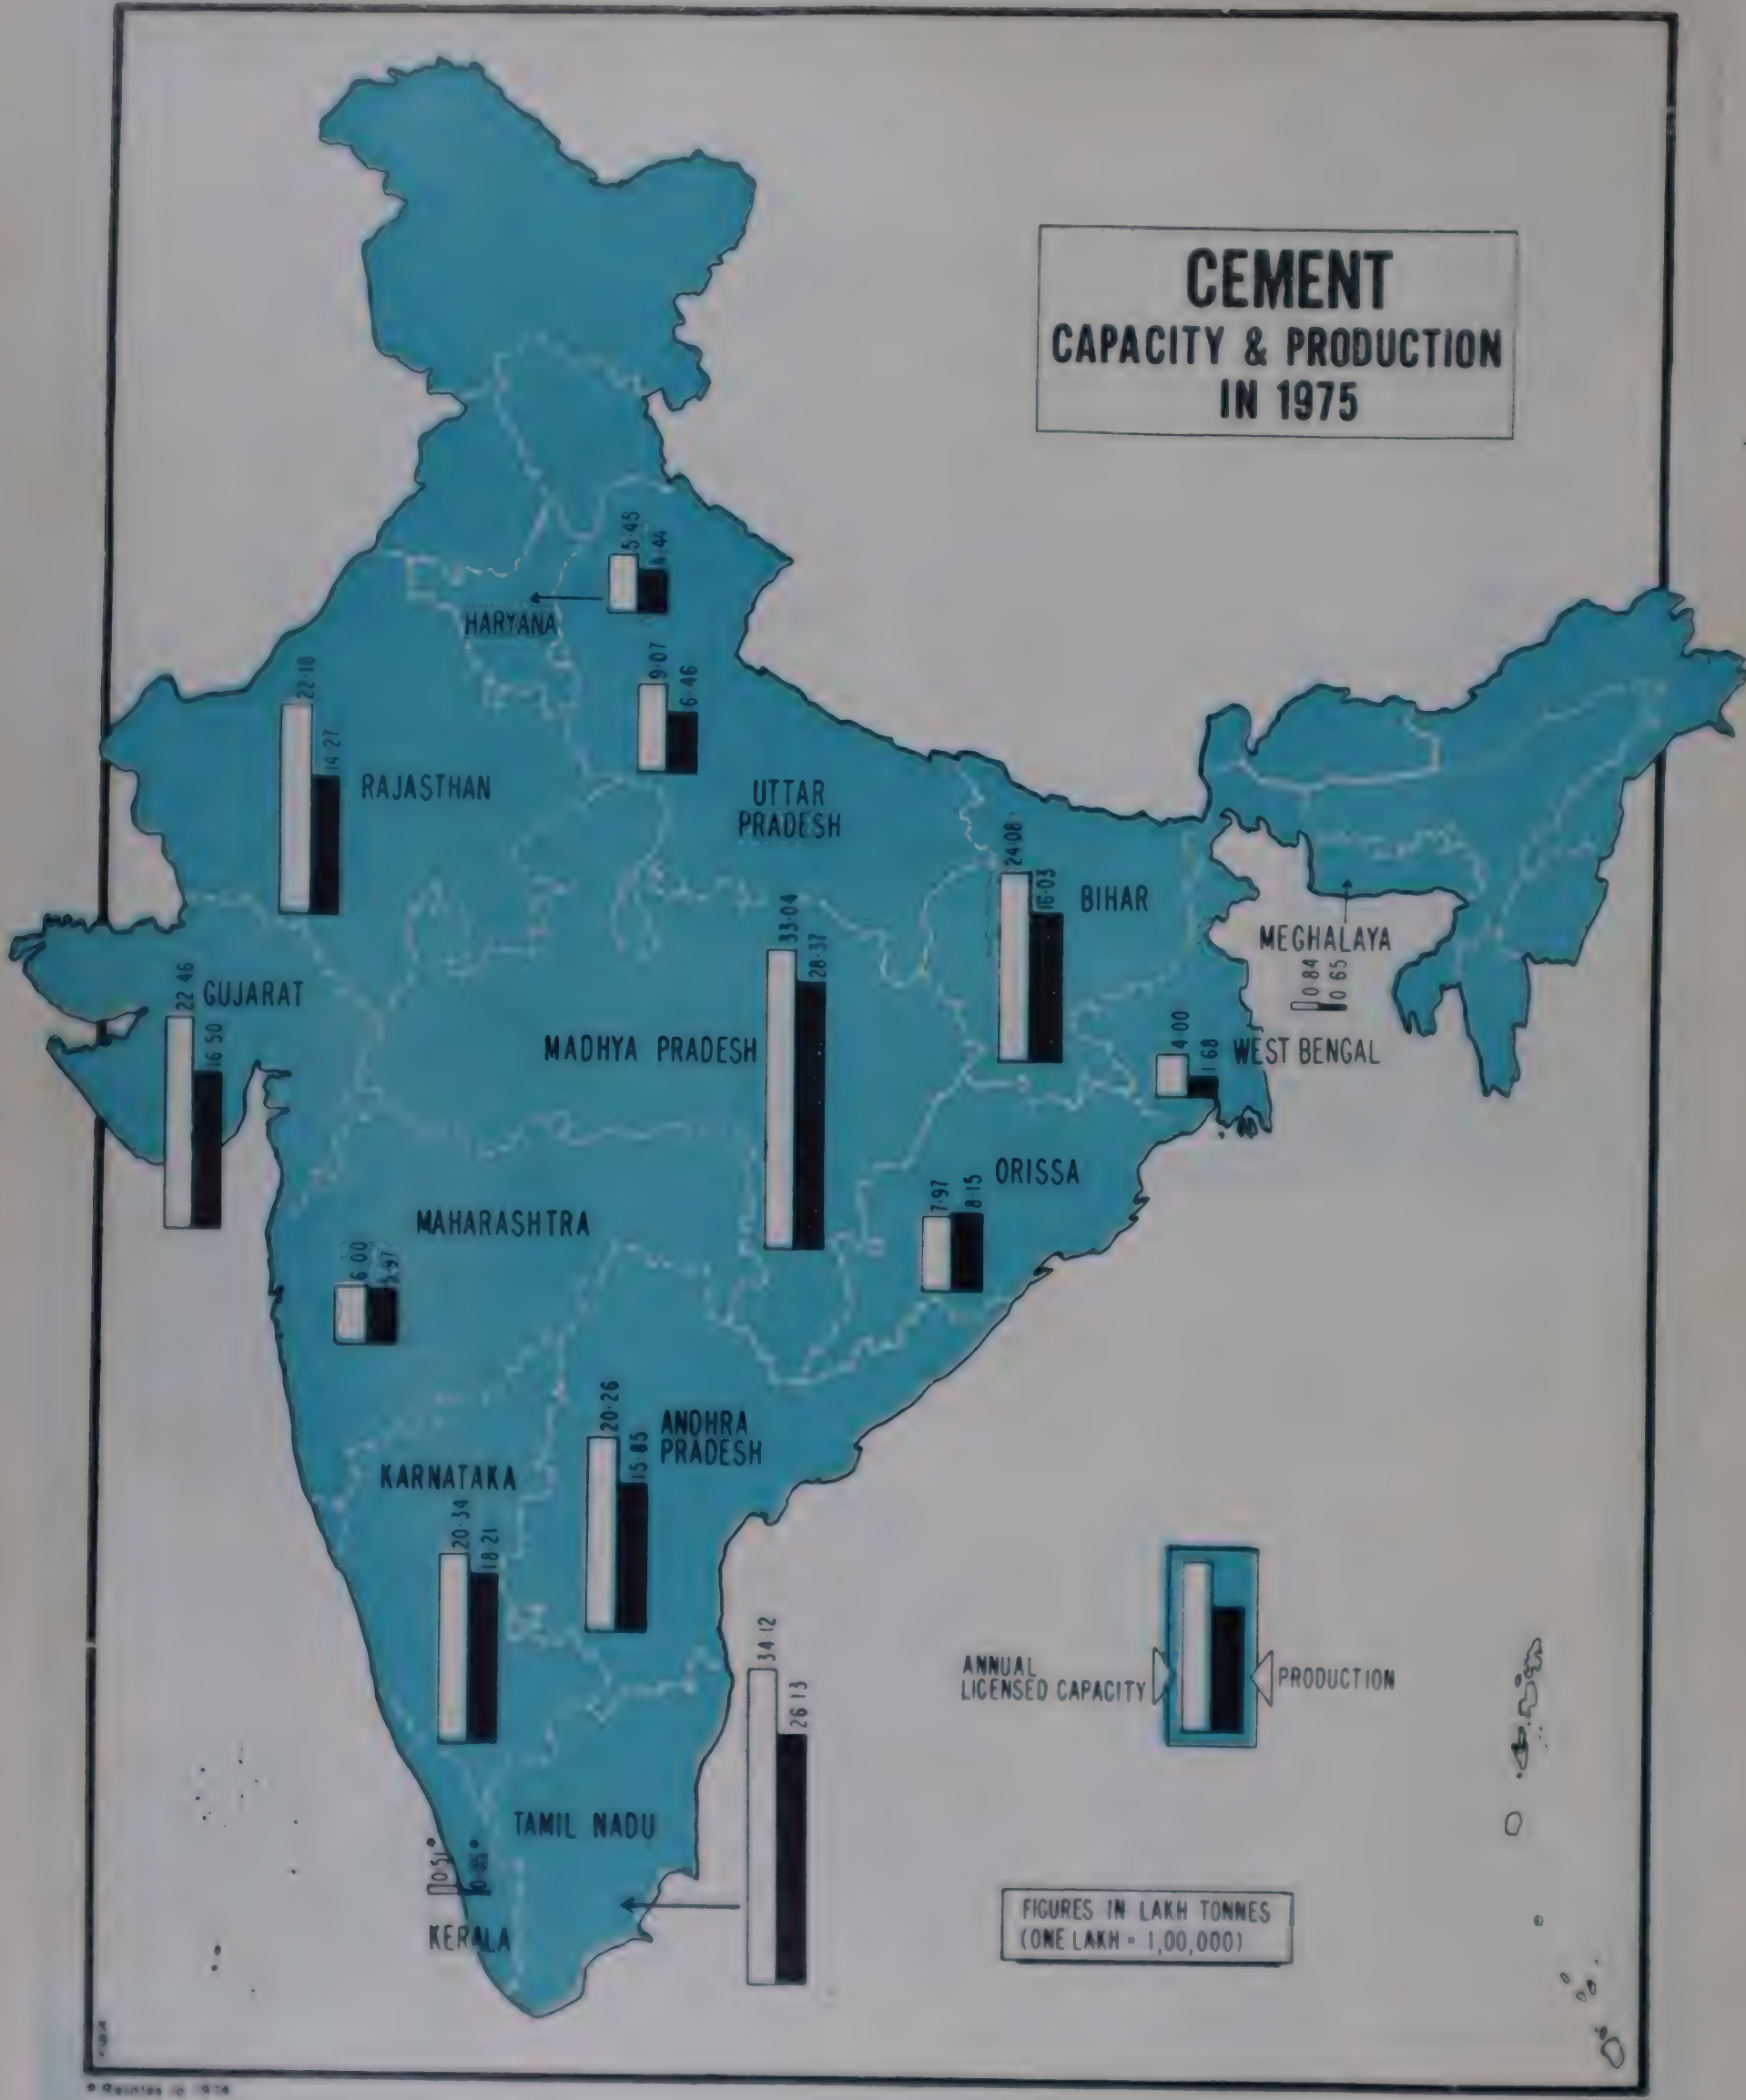 CEMENT
CAPACITY & PRODUCTION
IN 1975
5·45
HARYANA
9·07
6·46
22·18
14·27
RAJASTHAN
UTTAR
PRADESH
24·08
16·03
BIHAR
33·04
28·37
MEGHALAYA
0·84
0·65
22·46
16·50
GUJARAT
MADHYA PRADESH
4·00
1·68
WEST BENGAL
ORISSA
7·97
8·15
MAHARASHTRA
6·00
5·97
20·26
15·85
ANDHRA
PRADESH
KARNATAKA
20·34
18·21
34·12
26·13
ANNUAL
LICENSED CAPACITY
PRODUCTION
TAMIL NADU
0·51*
KERALA
FIGURES IN LAKH TONNES
(ONE LAKH = 1,00,000)